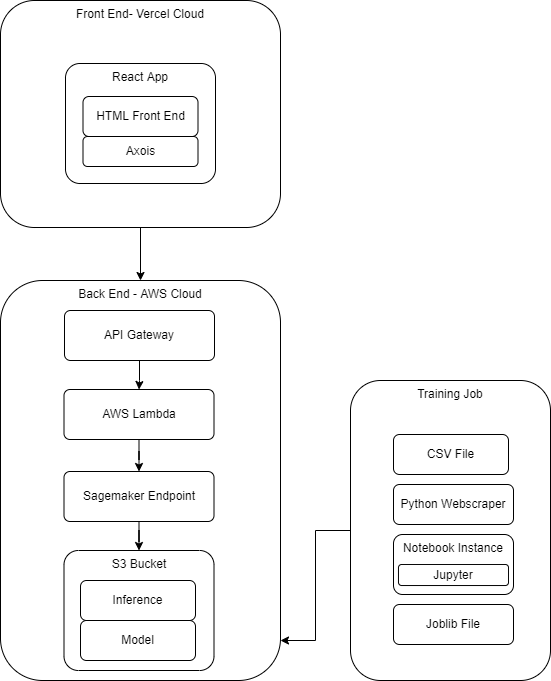 Front End- Vercel Cloud
React App
HTML Front End
Axois
Back End - AWS Cloud
API Gateway
AWS Lambda
Sagemaker Endpoint
S3 Bucket
Inference
Model
Training Job
CSV File
Python Webscraper
Notebook Instance
Jupyter
Joblib File